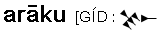 arāku [GÍD : 𒁍